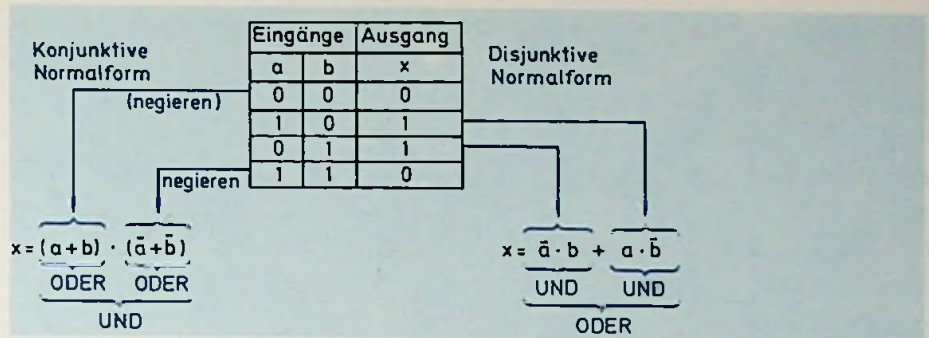 Konjunktive
Normalform
(negieren)
negieren
Eingänge Ausgang
a b x
0 0 0
1 0 1
0 1 1
1 1 0
Disjunktive
Normalform
x = (a+b) · (ā+b̄)
ODER ODER
UND
x = ā · b + a · b̄
UND UND
ODER